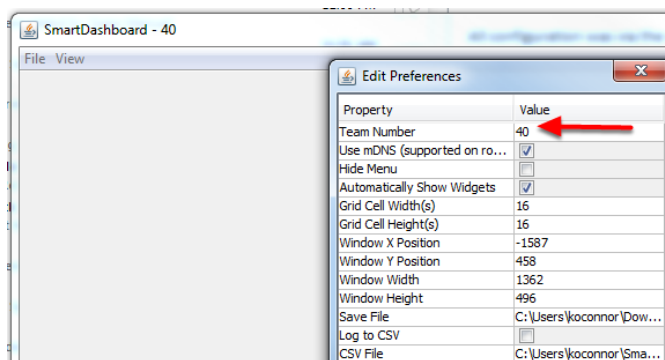 SmartDashboard - 40
File View
Edit Preferences
Property Value
Team Number 40
Use mDNS (supported on ro...
Hide Menu
Automatically Show Widgets
Grid Cell Width(s) 16
Grid Cell Height(s) 16
Window X Position -1587
Window Y Position 458
Window Width 1362
Window Height 496
Save File C:\Users\koconnor\Dow...
Log to CSV
CSV File C:\Users\koconnor\Sma...